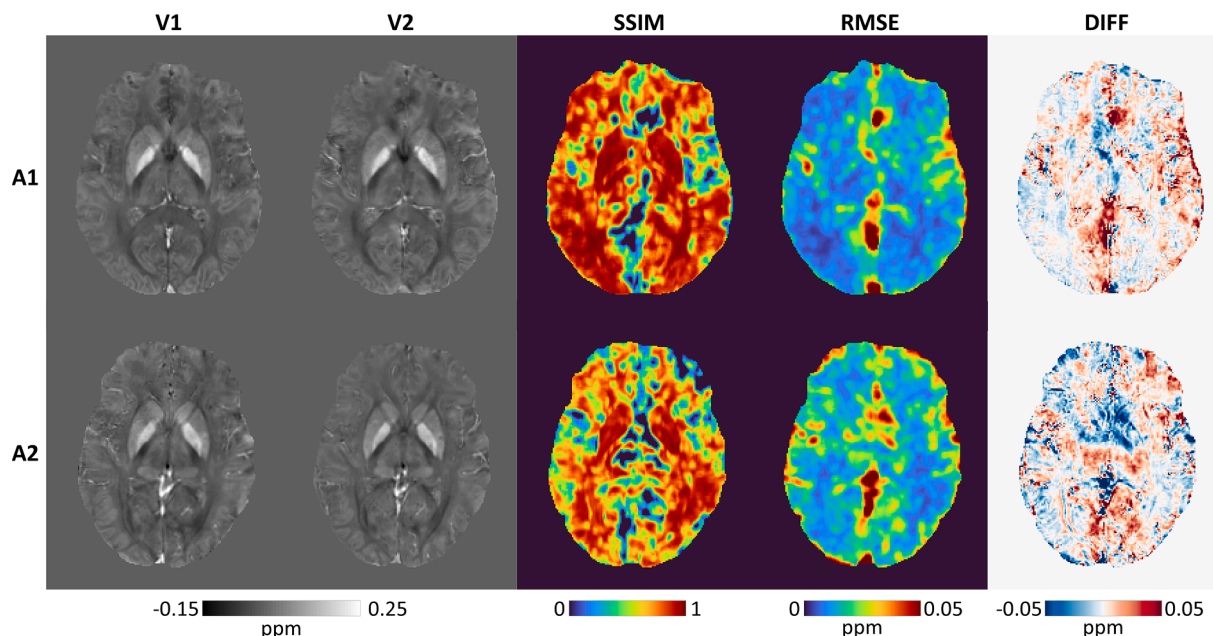 V1 V2 SSIM RMSE DIFF
A1
A2
-0.15 0.25 0 1 0 0.05 -0.05 0.05
ppm ppm ppm